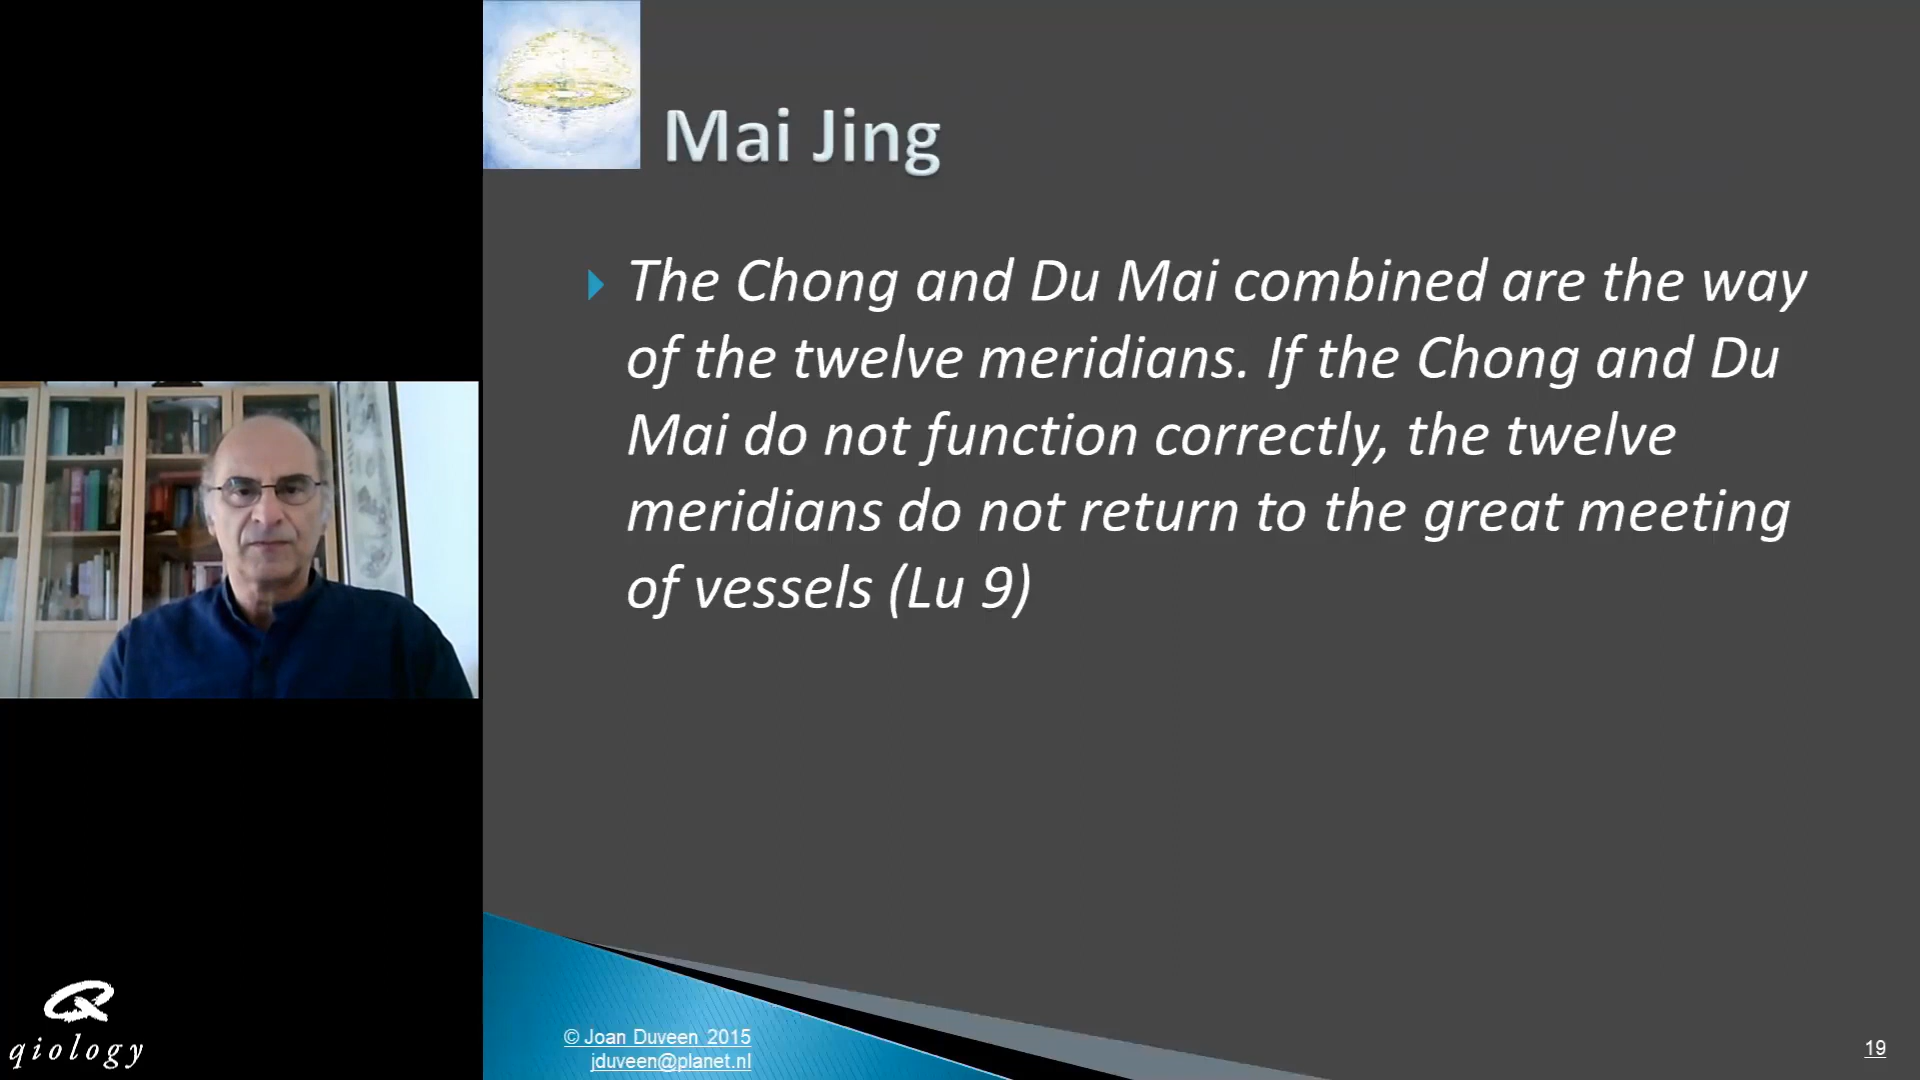 Mai Jing
The Chong and Du Mai combined are the way
of the twelve meridians. If the Chong and Du
Mai do not function correctly, the twelve
meridians do not return to the great meeting
of vessels (Lu 9)
qiology
© Joan Duveen 2015
jduveen@planet.nl
19